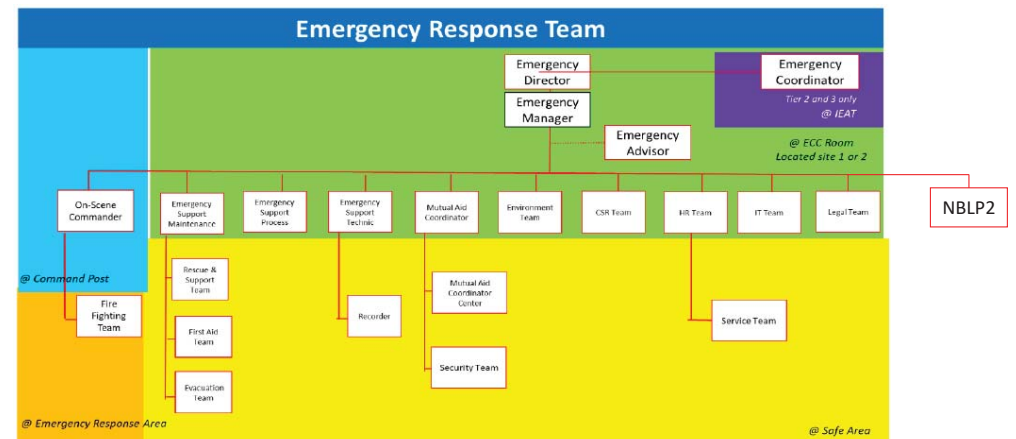 Emergency Response Team
Emergency
Director
Emergency
Coordinator
Tier 2 and 3 only
@ IEAT
Emergency
Manager
Emergency
Advisor
@ ECC Room
Located site 1 or 2
On-Scene
Commander
Emergency
Support
Maintenance
Emergency
Support
Process
Emergency
Support
Technic
Mutual Aid
Coordinator
Environment
Team
CSR Team
HR Team
IT Team
Legal Team
NBLP2
@ Command Post
Rescue &
Support
Team
Mutual Aid
Coordinator
Center
Fire
Fighting
Team
First Aid
Team
Recorder
Service Team
Security Team
Evacuation
Team
@ Emergency Response Area
@ Safe Area